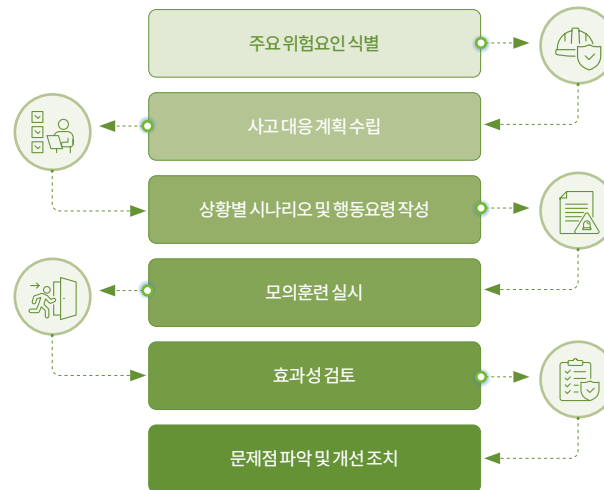 주요 위험요인 식별
사고 대응 계획 수립
상황별 시나리오 및 행동요령 작성
모의훈련 실시
효과성 검토
문제점 파악 및 개선 조치